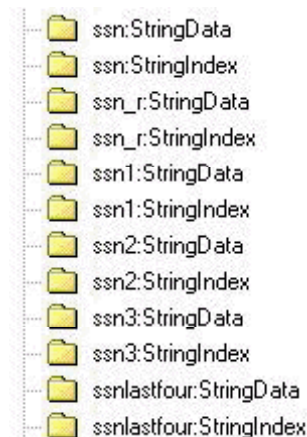 ssn:StringData
ssn:StringIndex
ssn_r:StringData
ssn_r:StringIndex
ssn1:StringData
ssn1:StringIndex
ssn2:StringData
ssn2:StringIndex
ssn3:StringData
ssn3:StringIndex
ssnlastfour:StringData
ssnlastfour:StringIndex